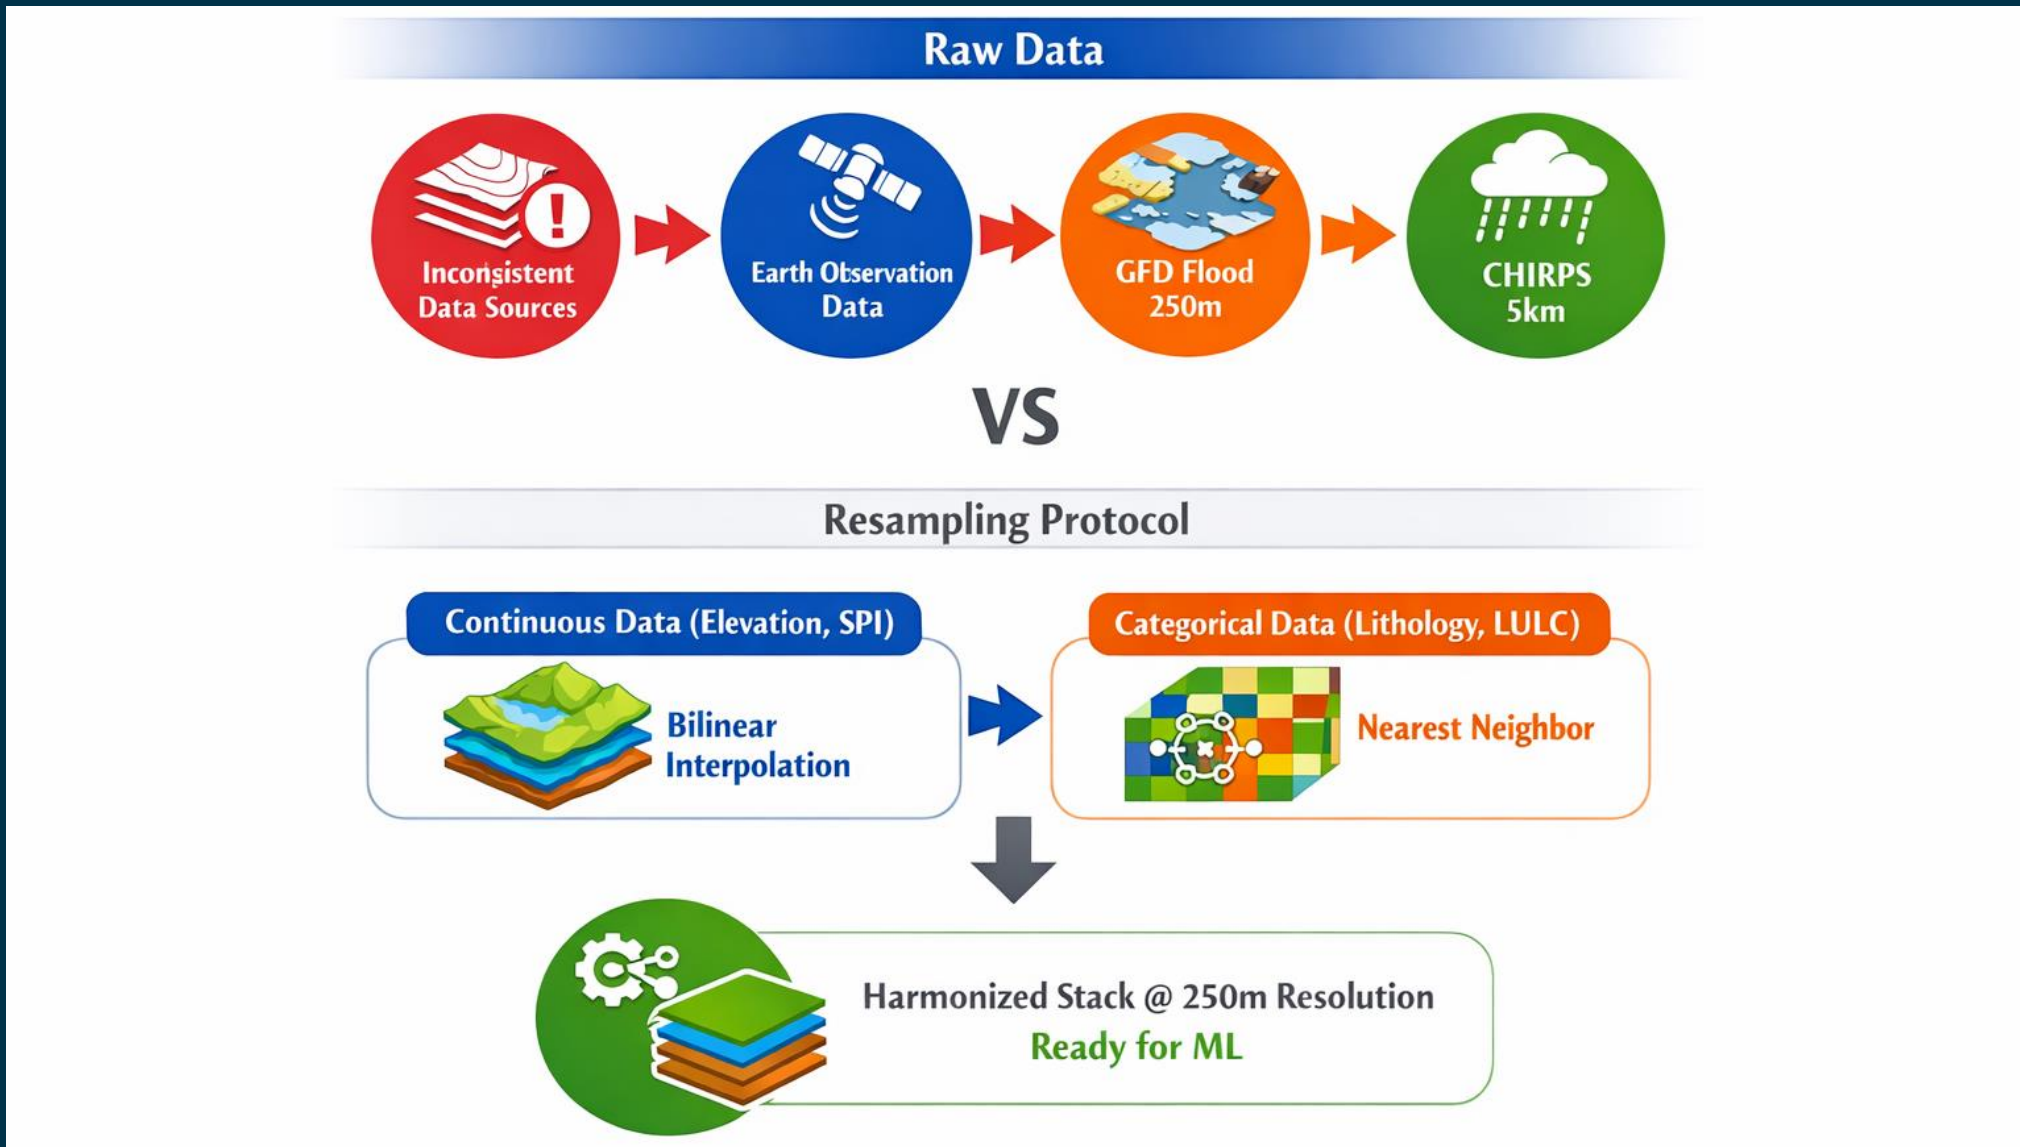 Raw Data
Inconsistent
Data Sources
Earth Observation
Data
GFD Flood
250m
CHIRPS
5km
VS
Resampling Protocol
Continuous Data (Elevation, SPI)
Bilinear
Interpolation
Categorical Data (Lithology, LULC)
Nearest Neighbor
Harmonized Stack @ 250m Resolution
Ready for ML